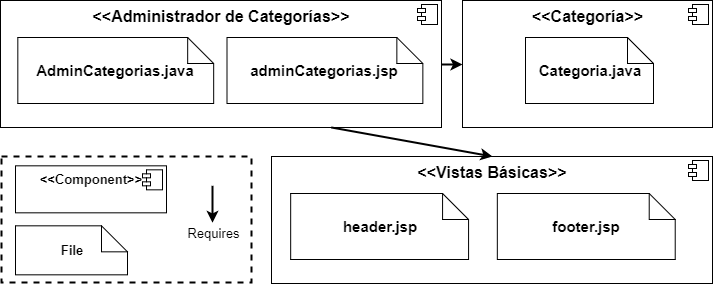 <<Administrador de Categorías>>
AdminCategorias.java
adminCategorias.jsp
<<Categoría>>
Categoria.java
<<Component>>
File
Requires
<<Vistas Básicas>>
header.jsp
footer.jsp